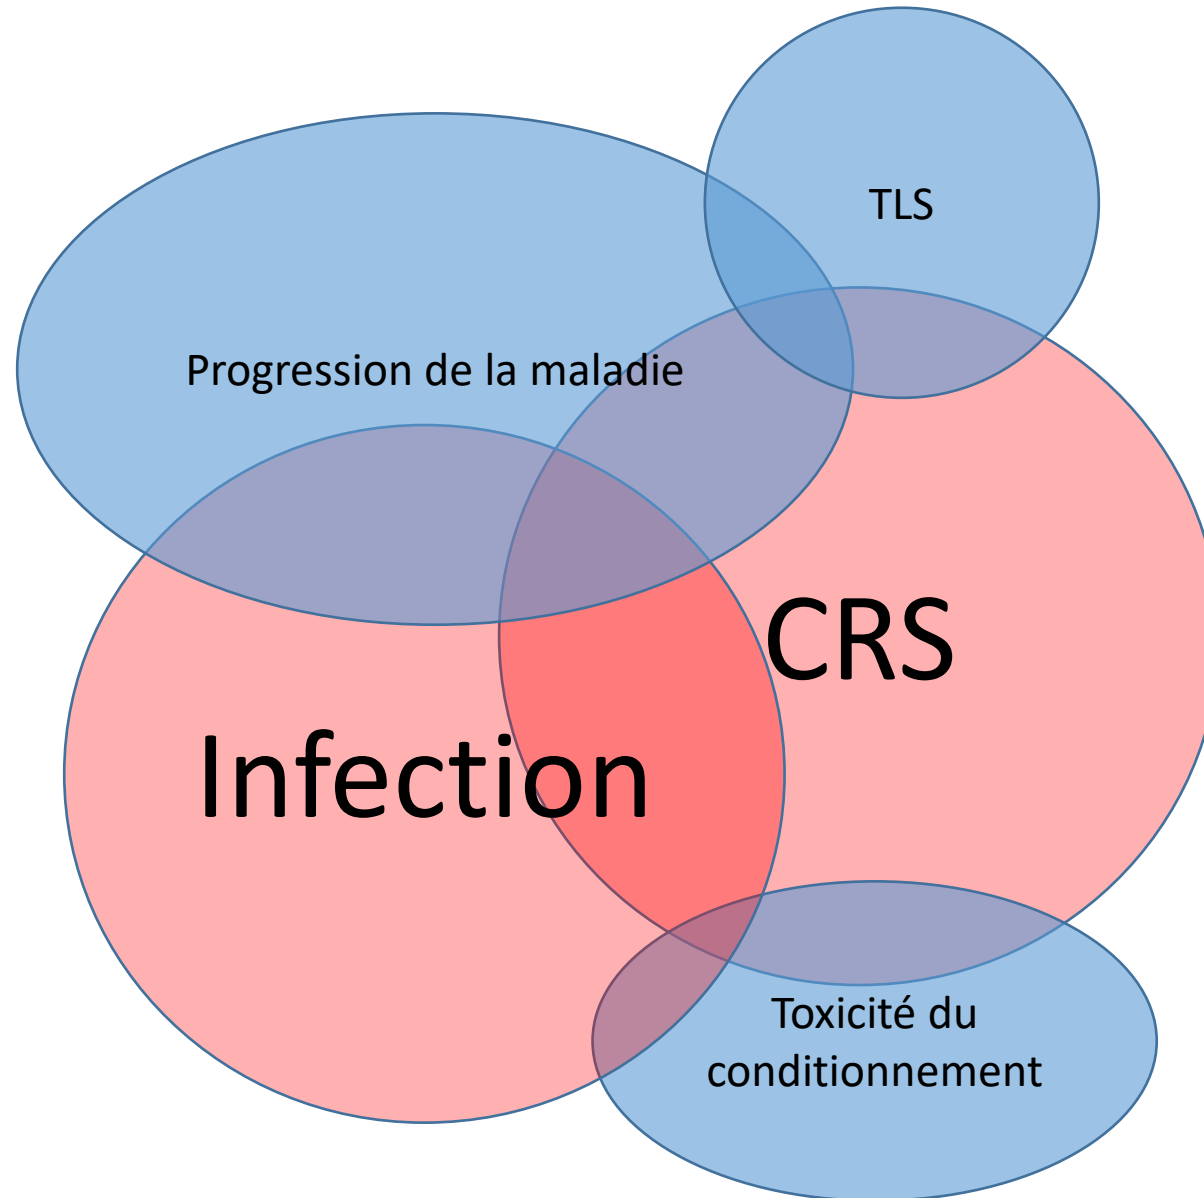 TLS
Progression de la maladie
CRS
Infection
Toxicité du
conditionnement